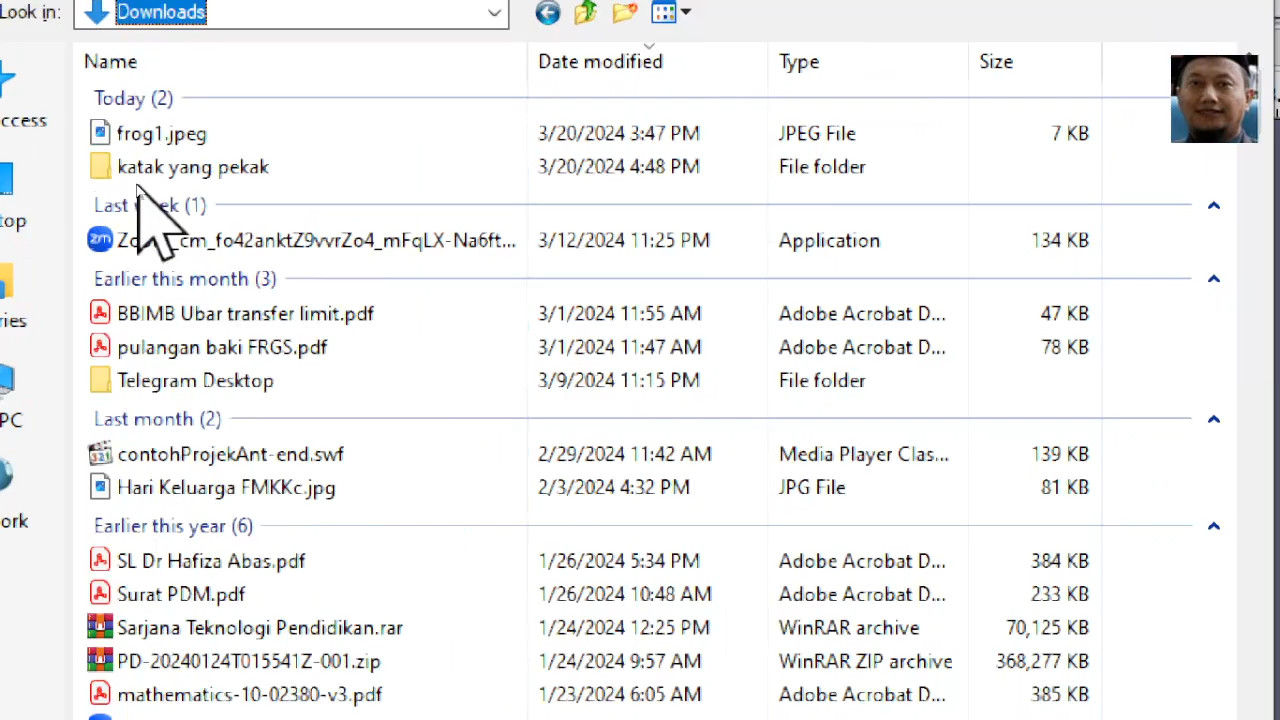 Look in: Downloads
Name Date modified Type Size
Today (2)
frog1.jpeg 3/20/2024 3:47 PM JPEG File 7 KB
katak yang pekak 3/20/2024 4:48 PM File folder
Last (1)
3/12/2024 11:25 PM Application 134 KB
Earlier this month (3)
BBIMB Ubar transfer limit.pdf 3/1/2024 11:55 AM Adobe Acrobat D... 47 KB
pulangan baki FRGS.pdf 3/1/2024 11:47 AM Adobe Acrobat D... 78 KB
Telegram Desktop 3/9/2024 11:15 PM File folder
Last month (2)
contohProjekAnt-end.swf 2/29/2024 11:42 AM Media Player Clas... 139 KB
Hari Keluarga FMKKc.jpg 2/3/2024 4:32 PM JPG File 81 KB
Earlier this year (6)
SL Dr Hafiza Abas.pdf 1/26/2024 5:34 PM Adobe Acrobat D... 384 KB
Surat PDM.pdf 1/26/2024 10:48 AM Adobe Acrobat D... 233 KB
Sarjana Teknologi Pendidikan.rar 1/24/2024 12:25 PM WinRAR archive 70,125 KB
PD-20240124T015541Z-001.zip 1/24/2024 9:57 AM WinRAR ZIP archive 368,277 KB
mathematics-10-02380-v3.pdf 1/23/2024 6:05 AM Adobe Acrobat D... 385 KB
ccess
top
ries
PC
ork